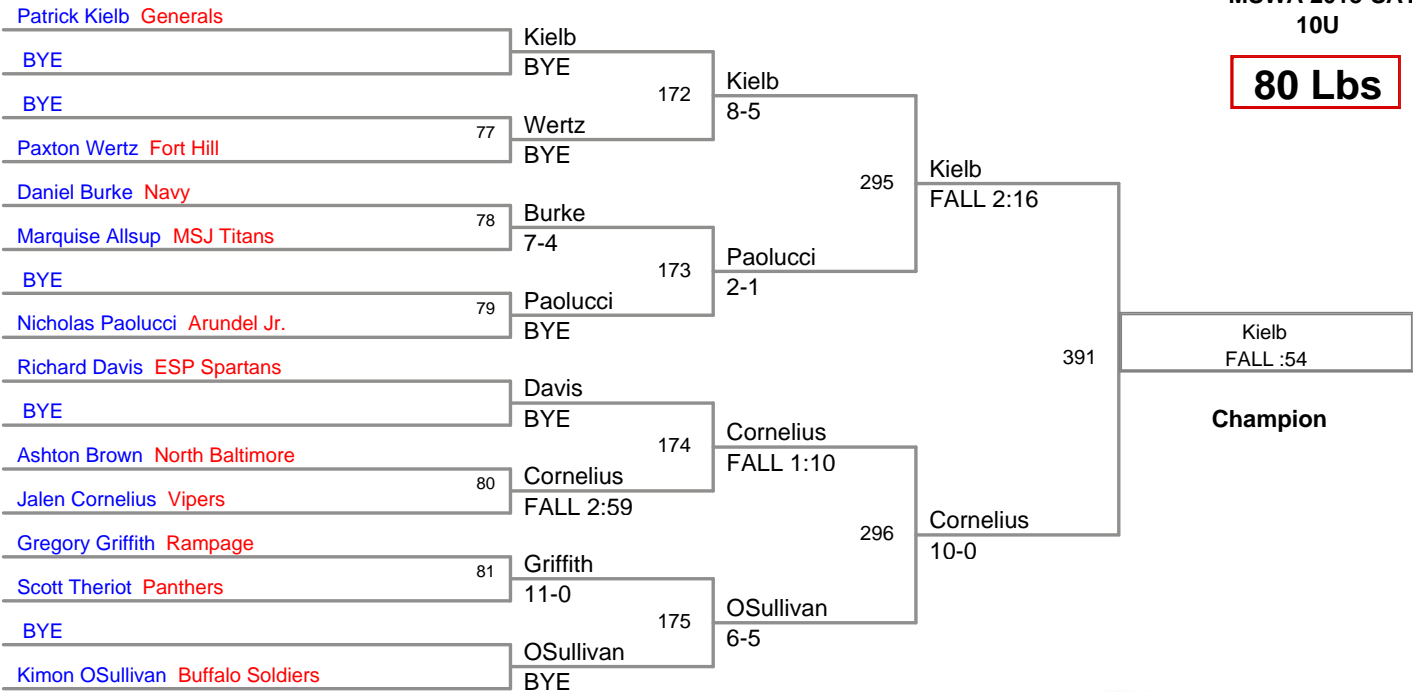 MSWA 2015 SAT
10U
80 Lbs
Patrick Kielb Generals
BYE
BYE
Paxton Wertz Fort Hill
Daniel Burke Navy
Marquise Allsup MSJ Titans
BYE
Nicholas Paolucci Arundel Jr.
Richard Davis ESP Spartans
BYE
Ashton Brown North Baltimore
Jalen Cornelius Vipers
Gregory Griffith Rampage
Scott Theriot Panthers
BYE
Kimon OSullivan Buffalo Soldiers
77
78
79
80
81
Kielb
BYE
Wertz
BYE
Burke
7-4
Paolucci
BYE
Davis
BYE
Cornelius
FALL 2:59
Griffith
11-0
OSullivan
BYE
172
173
174
175
Kielb
8-5
Paolucci
2-1
Cornelius
FALL 1:10
OSullivan
6-5
295
296
Kielb
FALL 2:16
Cornelius
10-0
391
Kielb
FALL :54
Champion